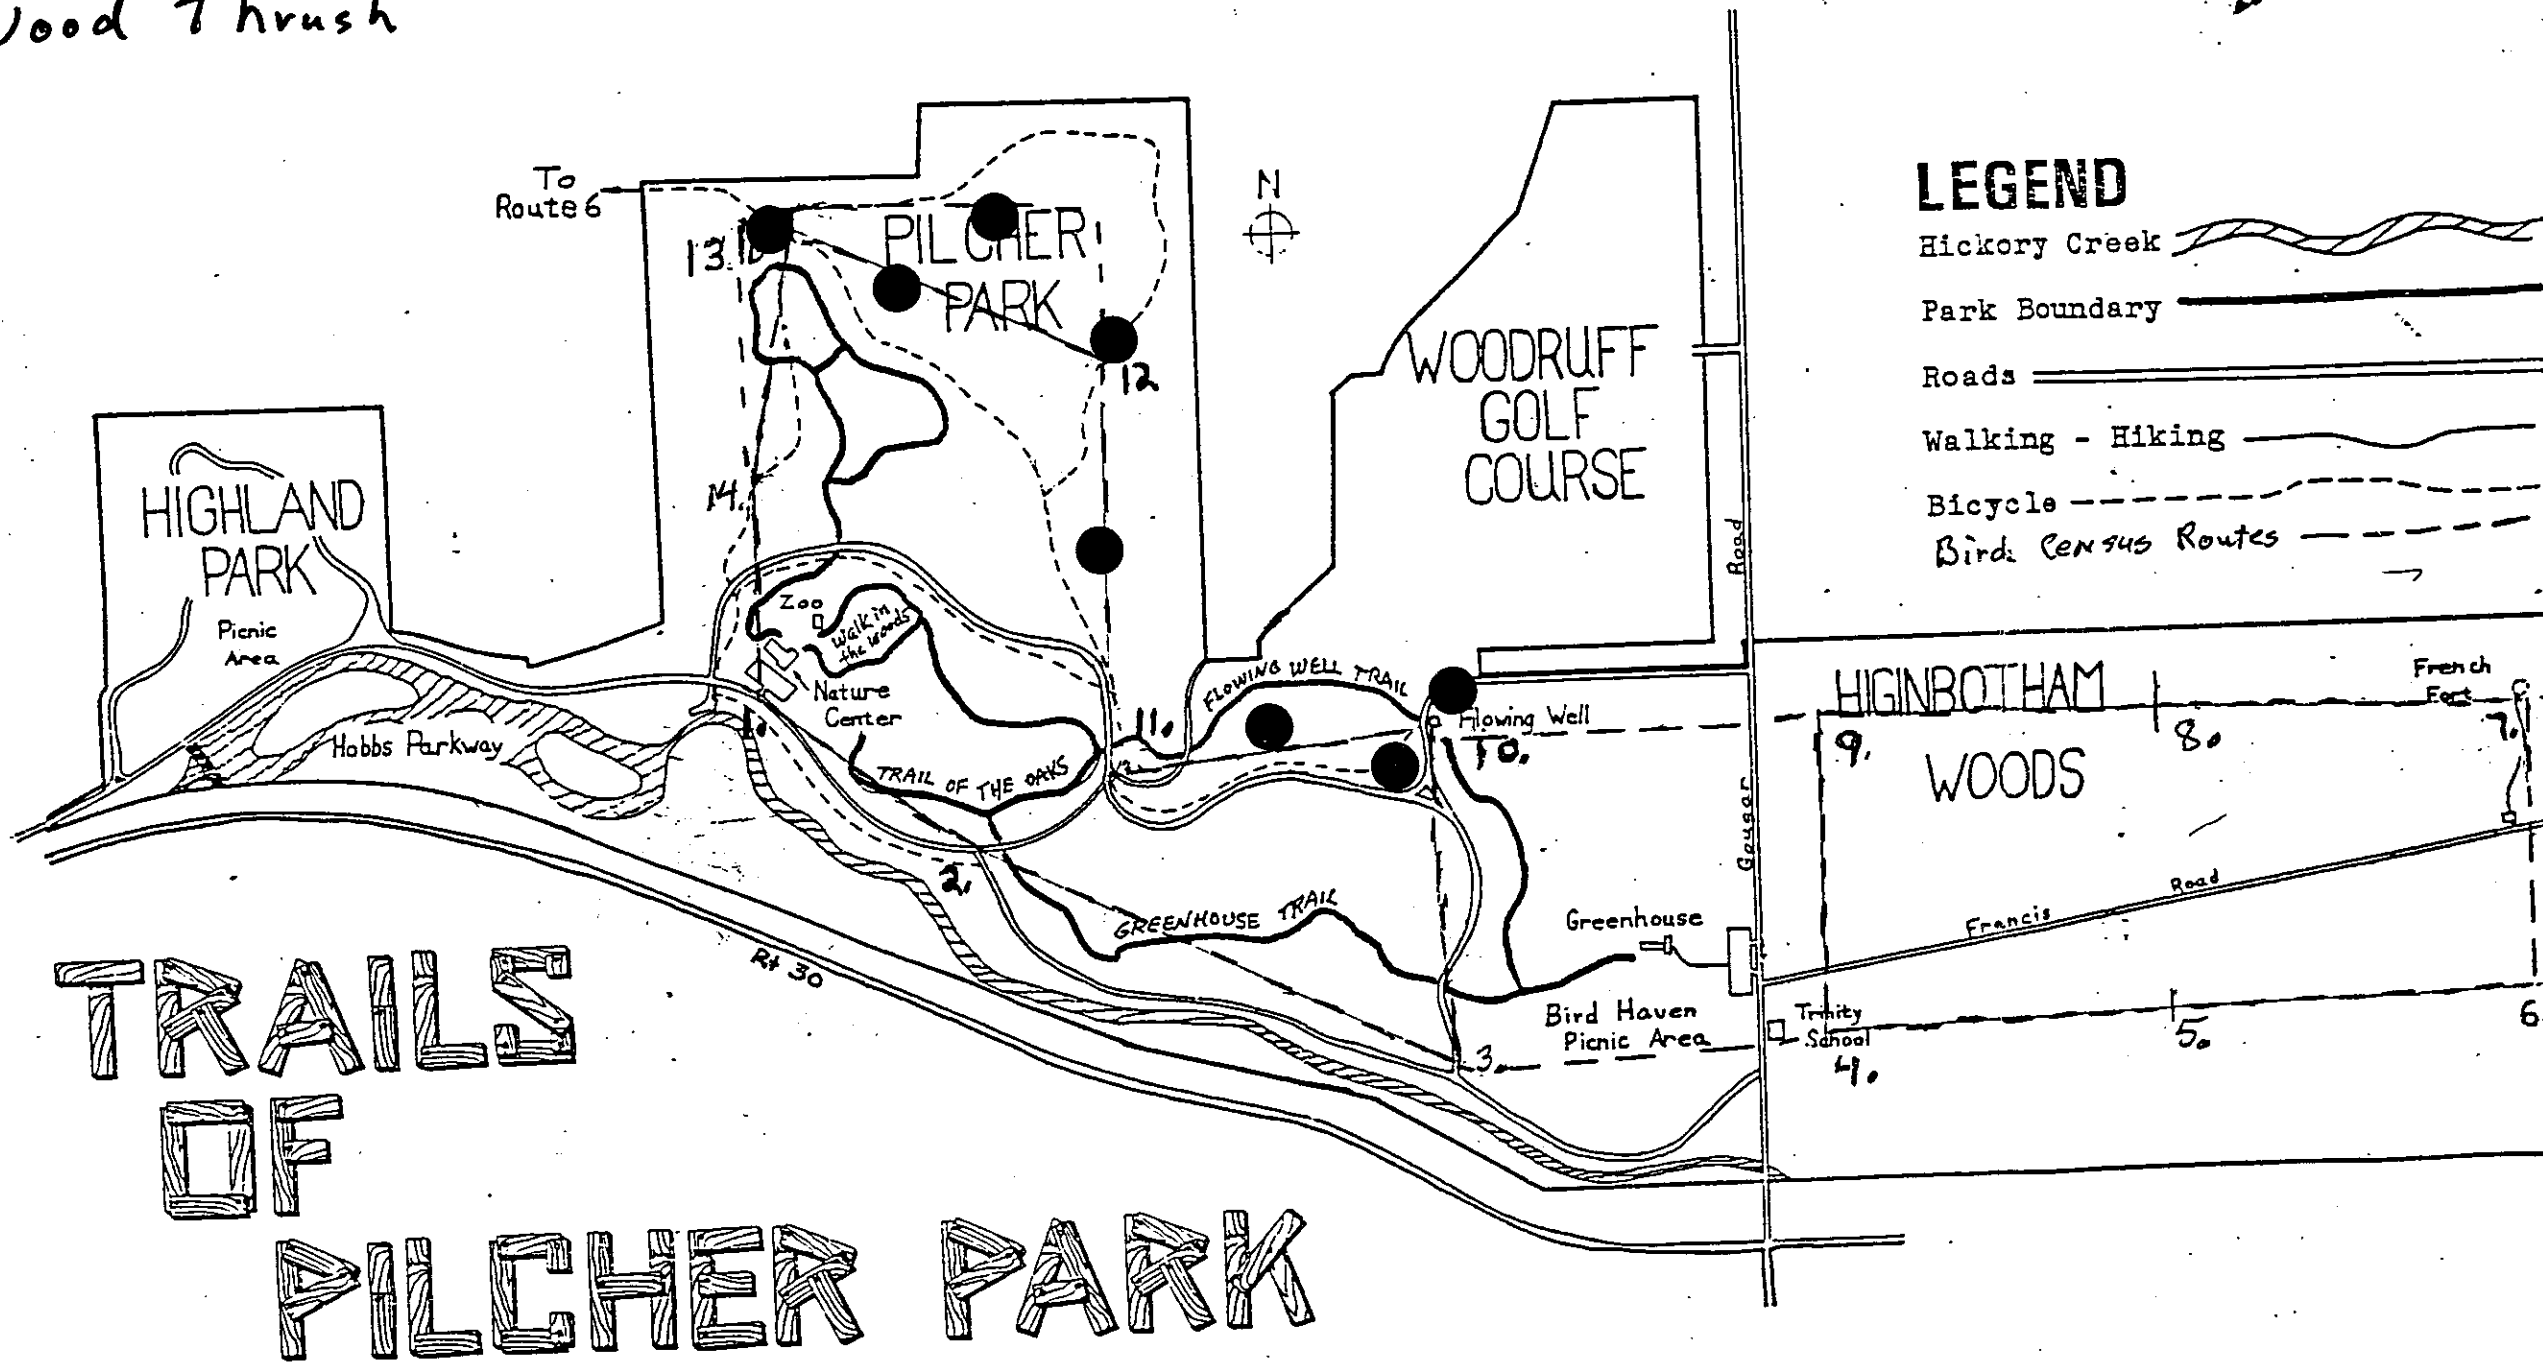 Wood Thrush
To
Route 6
N
PILCHER
PARK
13.
12
WOODRUFF
GOLF
COURSE
LEGEND
Hickory Creek
Park Boundary
Roads
Walking - Hiking
Bicycle
Bird Census Routes
HIGHLAND
PARK
Picnic
Area
14.
Zoo
Walk in
the Woods
Nature
Center
1.
Hobbs Parkway
TRAIL OF THE OAKS
11.
FLOWING WELL TRAIL
Flowing Well
10.
Gougar Road
HIGINBOTHAM
WOODS
French
Fort
9.
8.
7.
2.
GREENHOUSE TRAIL
Greenhouse
Francis Road
Rt 30
Bird Haven
Picnic Area
3.
Trinity
School
4.
5.
6
TRAILS
OF
PILCHER PARK